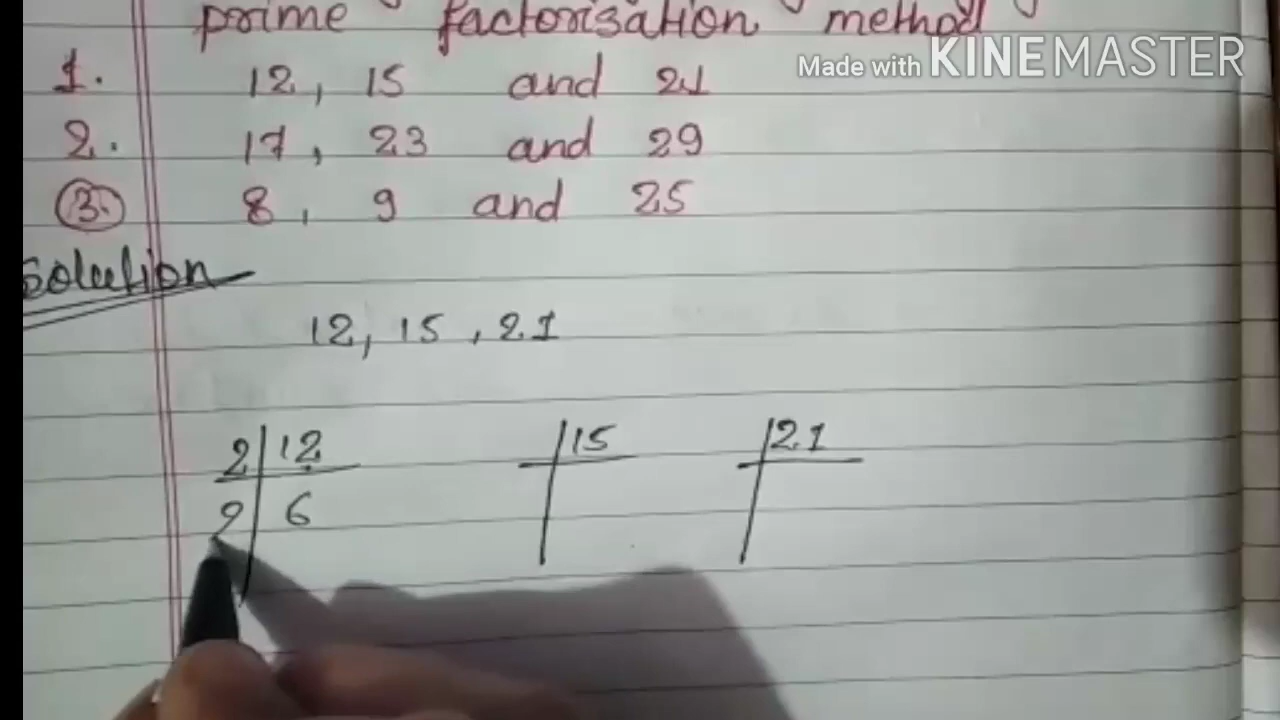 prime factorisation method
Made with KINEMASTER
1. 12, 15 and 21
2. 17, 23 and 29
3. 8, 9 and 25
Solution
12, 15, 21
2 12
2 6
15
21